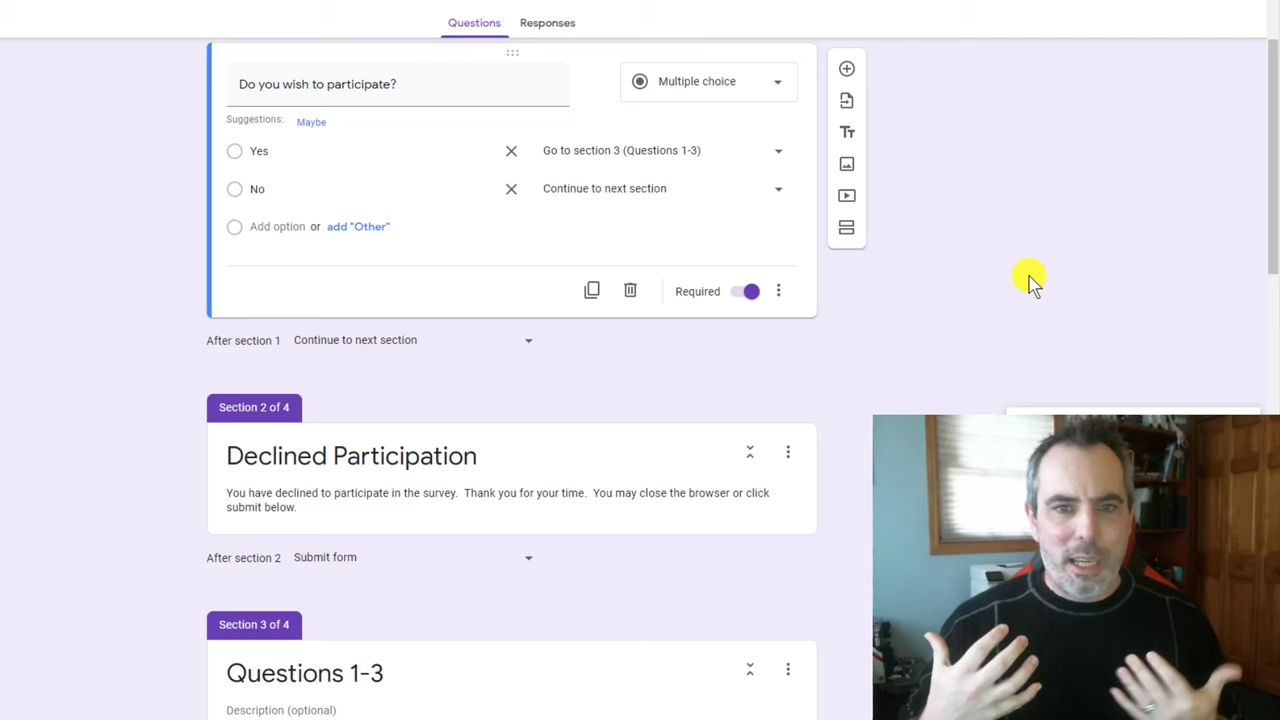 Questions Responses
Do you wish to participate?
Multiple choice
Suggestions: Maybe
Yes
Go to section 3 (Questions 1-3)
No
Continue to next section
Add option or add "Other"
Required
After section 1 Continue to next section
Section 2 of 4
Declined Participation
You have declined to participate in the survey.  Thank you for your time.  You may close the browser or click
submit below.
After section 2 Submit form
Section 3 of 4
Questions 1-3
Description (optional)